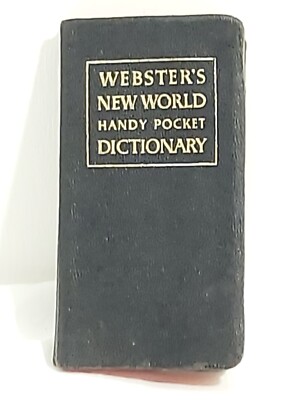 WEBSTER'S
NEW WORLD
HANDY POCKET
DICTIONARY